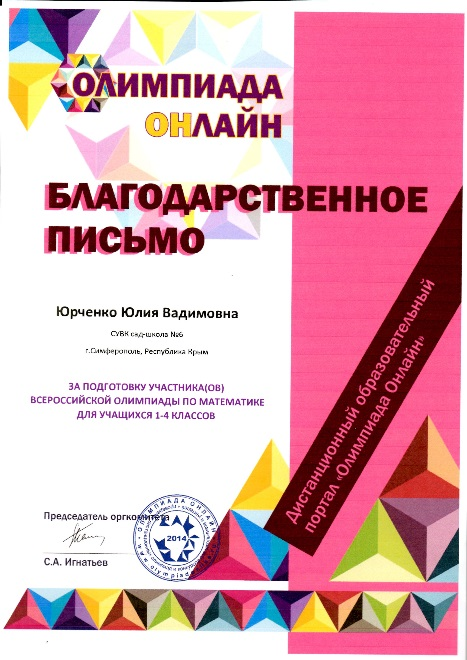 ОЛИМПИАДА
ОНЛАЙН
БЛАГОДАРСТВЕННОЕ
ПИСЬМО
Юрченко Юлия Вадимовна
СУВК сад-школа №6
г.Симферополь, Республика Крым
ЗА ПОДГОТОВКУ УЧАСТНИКА(ОВ)
ВСЕРОССИЙСКОЙ ОЛИМПИАДЫ ПО МАТЕМАТИКЕ
ДЛЯ УЧАЩИХСЯ 1-4 КЛАССОВ
Дистанционный образовательный
портал «Олимпиада Онлайн»
Председатель оргкомитета
С.А. Игнатьев
ОЛИМПИАДА ОНЛАЙН
2014